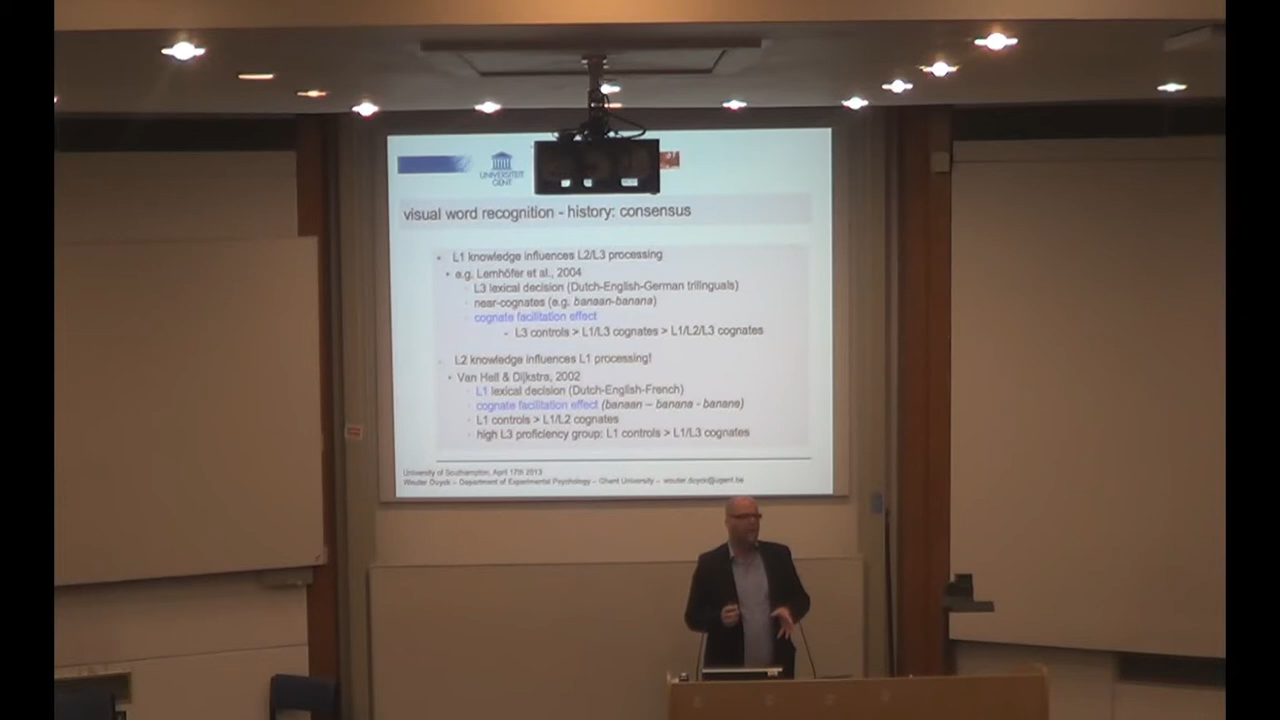 UNIVERSITEIT
GENT
visual word recognition - history: consensus
L1 knowledge influences L2/L3 processing
e.g. Lemhöfer et al., 2004
L3 lexical decision (Dutch-English-German trilinguals)
near-cognates (e.g. banaan-banana)
cognate facilitation effect
L3 controls > L1/L3 cognates > L1/L2/L3 cognates
L2 knowledge influences L1 processing!
Van Hell & Dijkstra, 2002
L1 lexical decision (Dutch-English-French)
cognate facilitation effect (banaan – banana - banane)
L1 controls > L1/L2 cognates
high L3 proficiency group: L1 controls > L1/L3 cognates
University of Southampton, April 17th 2013
Wouter Duyck – Department of Experimental Psychology – Ghent University – wouter.duyck@ugent.be